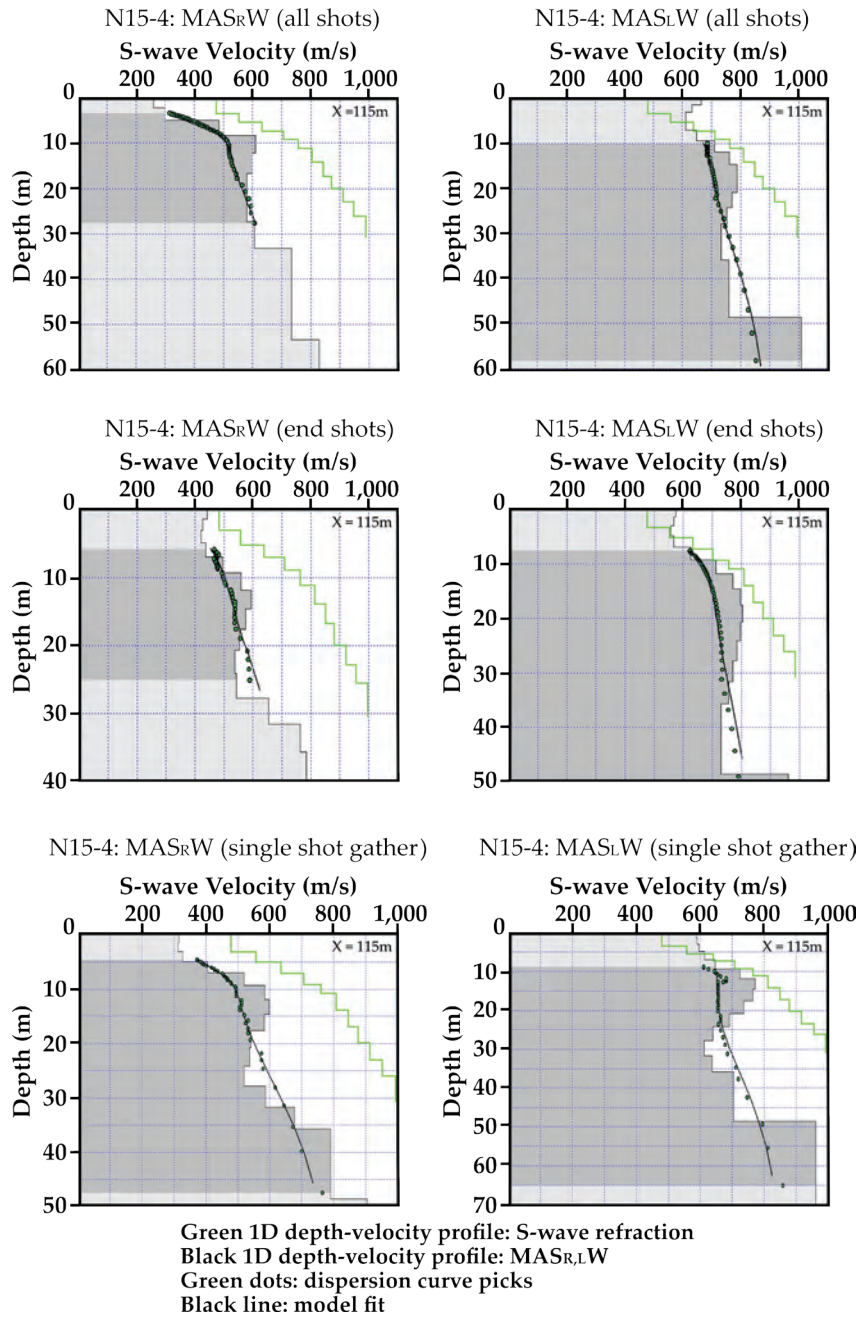 N15-4: MASRW (all shots)
S-wave Velocity (m/s)
0 200 400 600 800 1,000
X =115m
0
10
20
30
40
50
60
Depth (m)
N15-4: MASLW (all shots)
S-wave Velocity (m/s)
0 200 400 600 800 1,000
X =115m
0
10
20
30
40
50
60
Depth (m)
N15-4: MASRW (end shots)
S-wave Velocity (m/s)
0 200 400 600 800 1,000
X = 115m
0
10
20
30
40
Depth (m)
N15-4: MASLW (end shots)
S-wave Velocity (m/s)
0 200 400 600 800 1,000
X = 115m
0
10
20
30
40
50
Depth (m)
N15-4: MASRW (single shot gather)
S-wave Velocity (m/s)
0 200 400 600 800 1,000
X = 115m
0
10
20
30
40
50
Depth (m)
N15-4: MASLW (single shot gather)
S-wave Velocity (m/s)
0 200 400 600 800 1,000
X = 115m
0
10
20
30
40
50
60
70
Depth (m)
Green 1D depth-velocity profile: S-wave refraction
Black 1D depth-velocity profile: MASR,LW
Green dots: dispersion curve picks
Black line: model fit